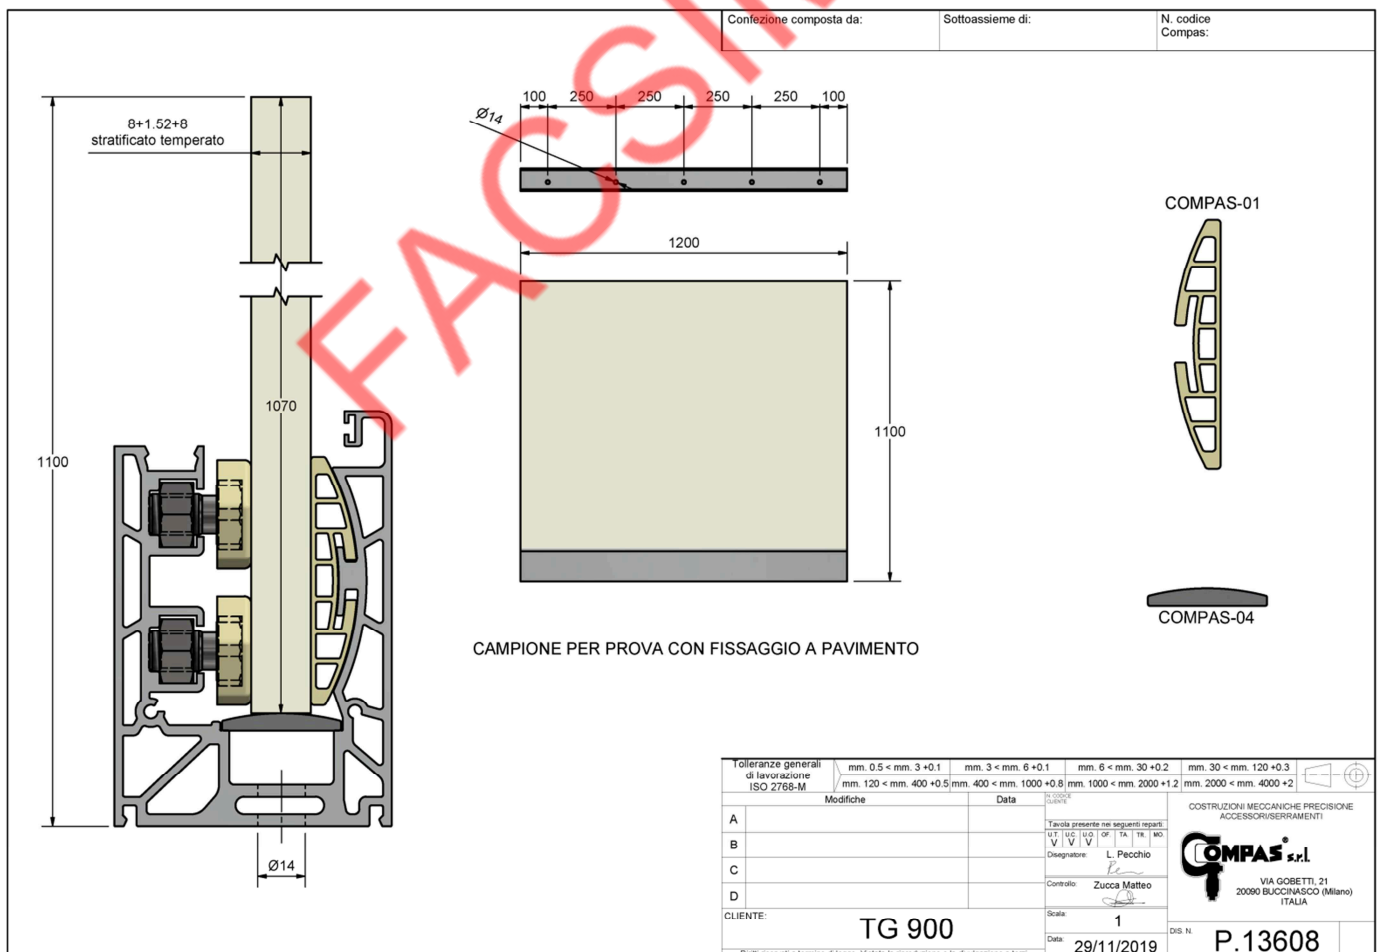 Confezione composta da:
Sottoassieme di:
N. codice
Compas:
FACSIM
8+1.52+8
stratificato temperato
1100
1070
Ø14
100 250 250 250 250 100
Ø14
1200
1100
CAMPIONE PER PROVA CON FISSAGGIO A PAVIMENTO
COMPAS-01
COMPAS-04
Tolleranze generali
di lavorazione
ISO 2768-M
mm. 0.5 < mm. 3 +0.1
mm. 3 < mm. 6 +0.1
mm. 6 < mm. 30 +0.2
mm. 30 < mm. 120 +0.3
mm. 120 < mm. 400 +0.5
mm. 400 < mm. 1000 +0.8
mm. 1000 < mm. 2000 +1.2
mm. 2000 < mm. 4000 +2
Modifiche
Data
A
B
C
D
N. CODICE
CLIENTE
Tavola presente nei seguenti reparti:
U.T. U.C. U.O. OF. TA. TR. MO.
V V V
Disegnatore: L. Pecchio
Controllo: Zucca Matteo
Scala: 1
Data: 29/11/2019
CLIENTE:
TG 900
COSTRUZIONI MECCANICHE PRECISIONE
ACCESSORI/SERRAMENTI
COMPAS® s.r.l.
VIA GOBETTI, 21
20090 BUCCINASCO (Milano)
ITALIA
DIS. N. P.13608